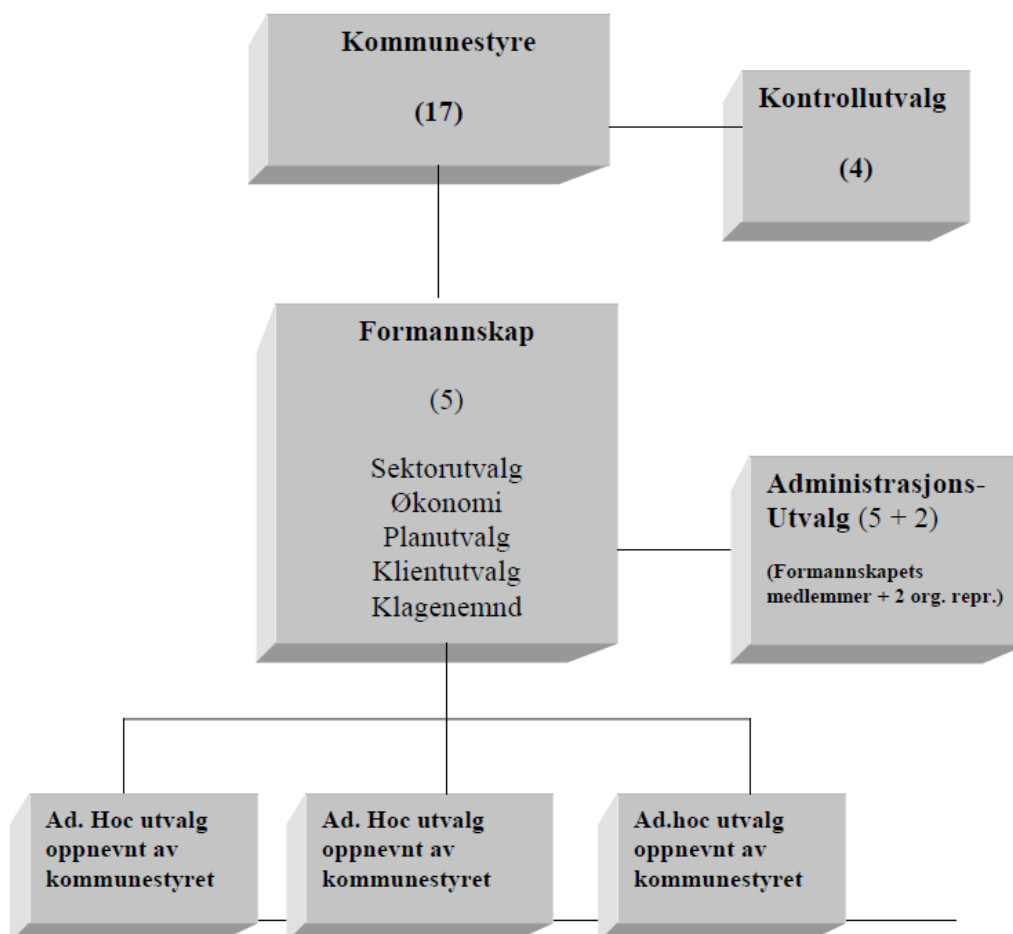 Kommunestyre
(17)
Kontrollutvalg
(4)
Formannskap
(5)
Sektorutvalg
Økonomi
Planutvalg
Klientutvalg
Klagenemnd
Administrasjons-
Utvalg (5 + 2)
(Formannskapets
medlemmer + 2 org. repr.)
Ad. Hoc utvalg
oppnevnt av
kommunestyret
Ad. Hoc utvalg
oppnevnt av
kommunestyret
Ad.hoc utvalg
oppnevnt av
kommunestyret